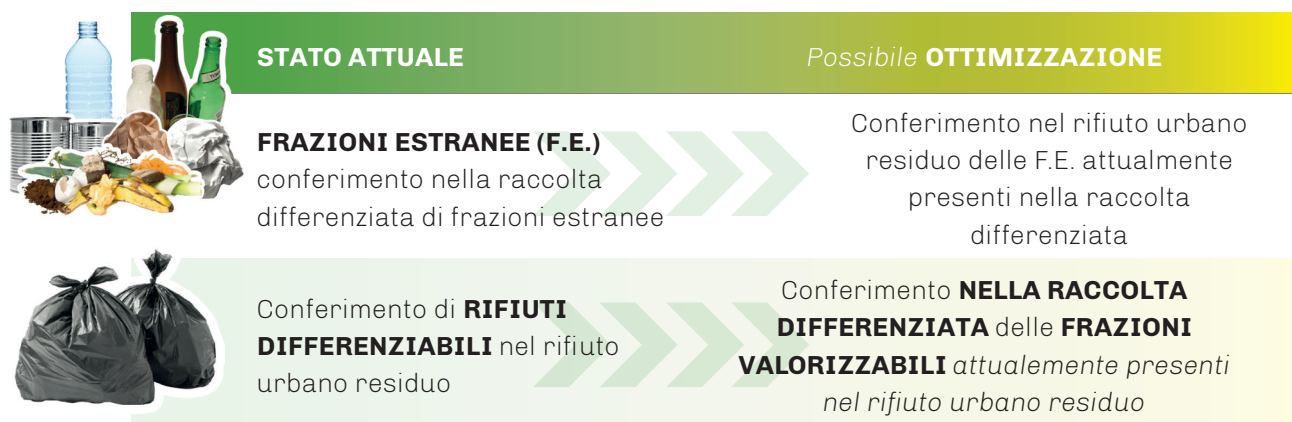 STATO ATTUALE
Possibile OTTIMIZZAZIONE
FRAZIONI ESTRANEE (F.E.)
conferimento nella raccolta
differenziata di frazioni estranee
Conferimento nel rifiuto urbano
residuo delle F.E. attualmente
presenti nella raccolta
differenziata
Conferimento di RIFIUTI
DIFFERENZIABILI nel rifiuto
urbano residuo
Conferimento NELLA RACCOLTA
DIFFERENZIATA delle FRAZIONI
VALORIZZABILI attualemente presenti
nel rifiuto urbano residuo